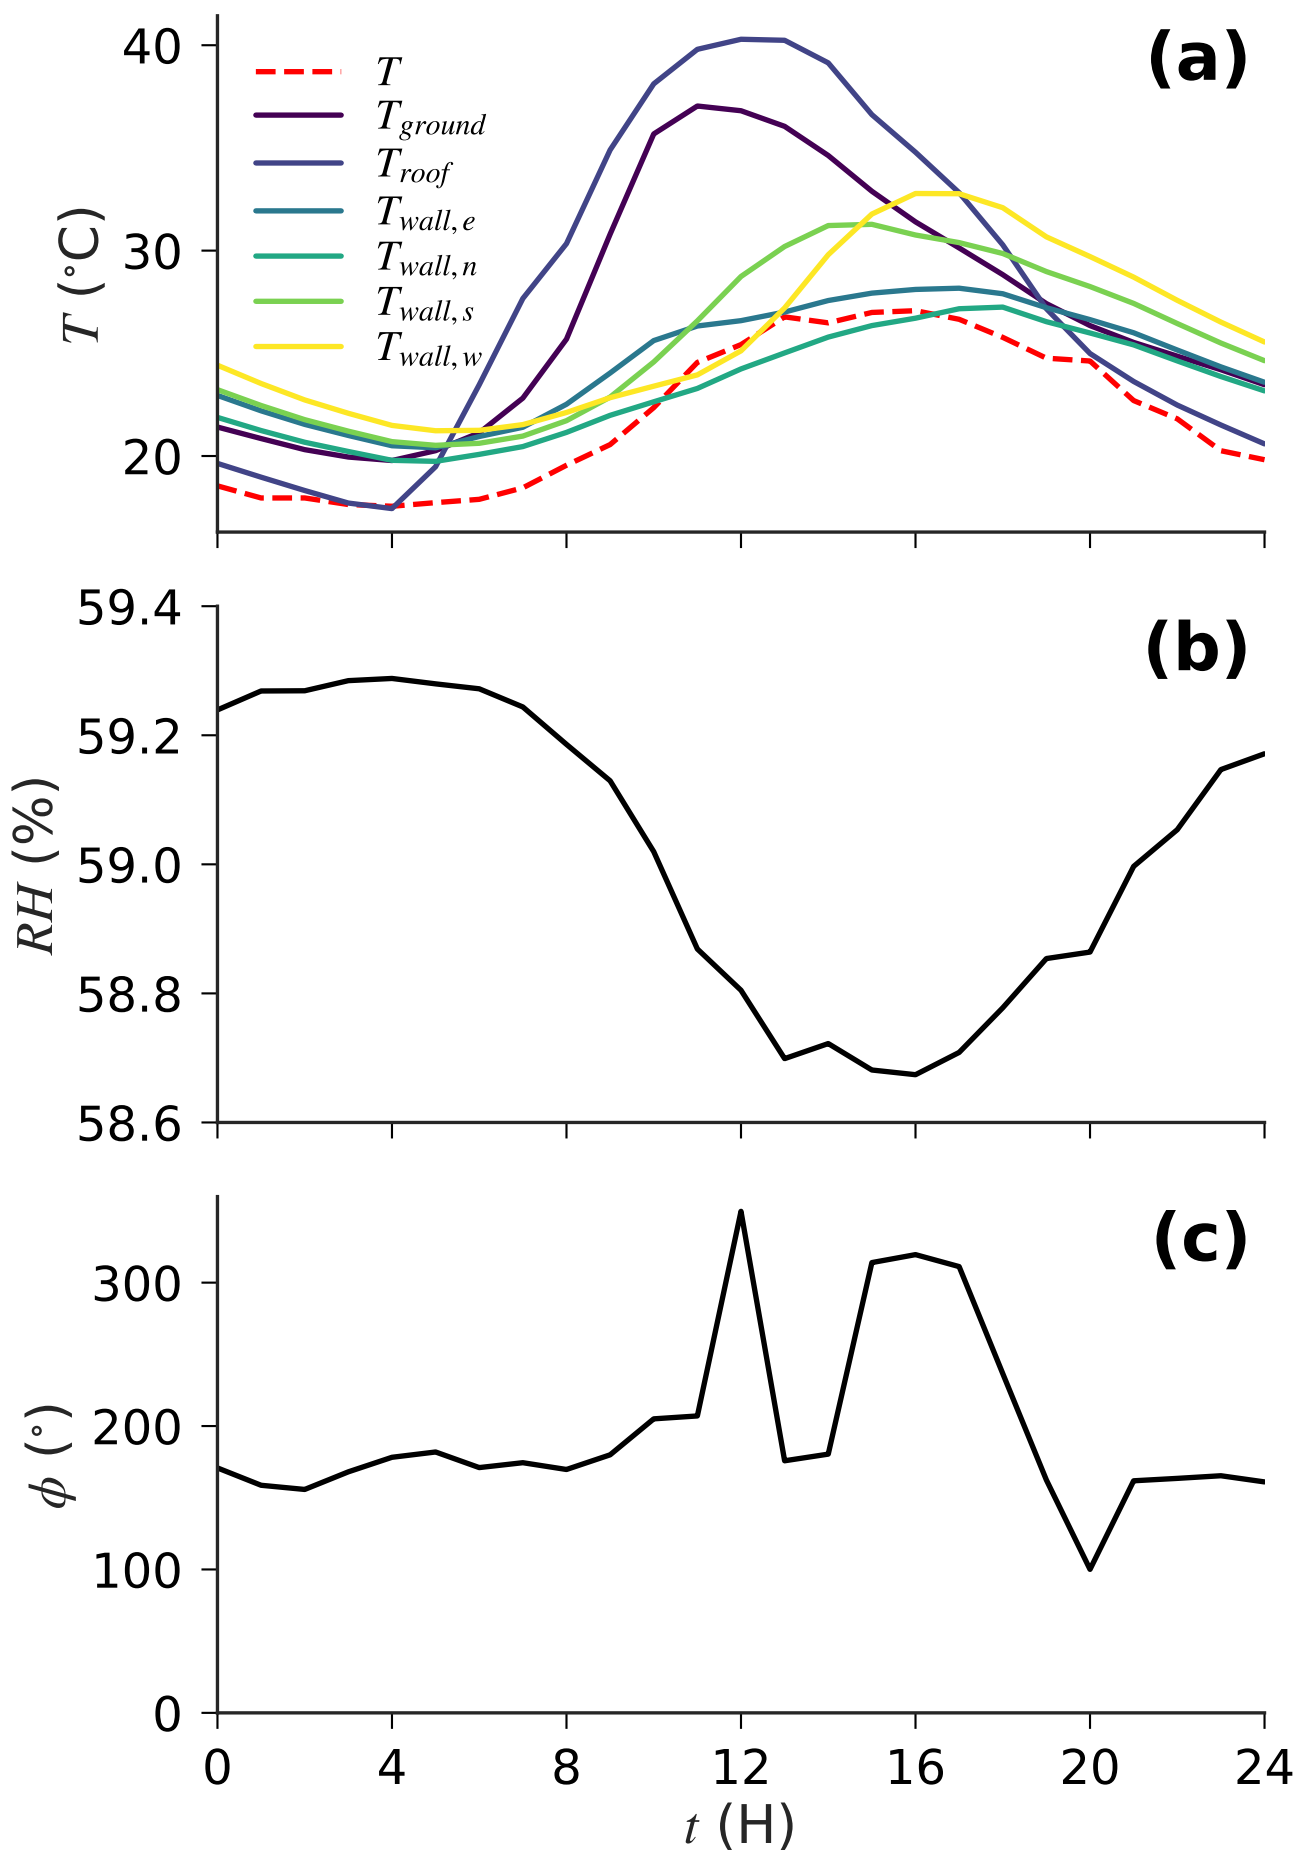 (a)
40
30
20
T (°C)
T
T_ground
T_roof
T_wall,e
T_wall,n
T_wall,s
T_wall,w
(b)
59.4
59.2
59.0
58.8
58.6
RH (%)
(c)
300
200
100
0
ϕ (°)
0 4 8 12 16 20 24
t (H)